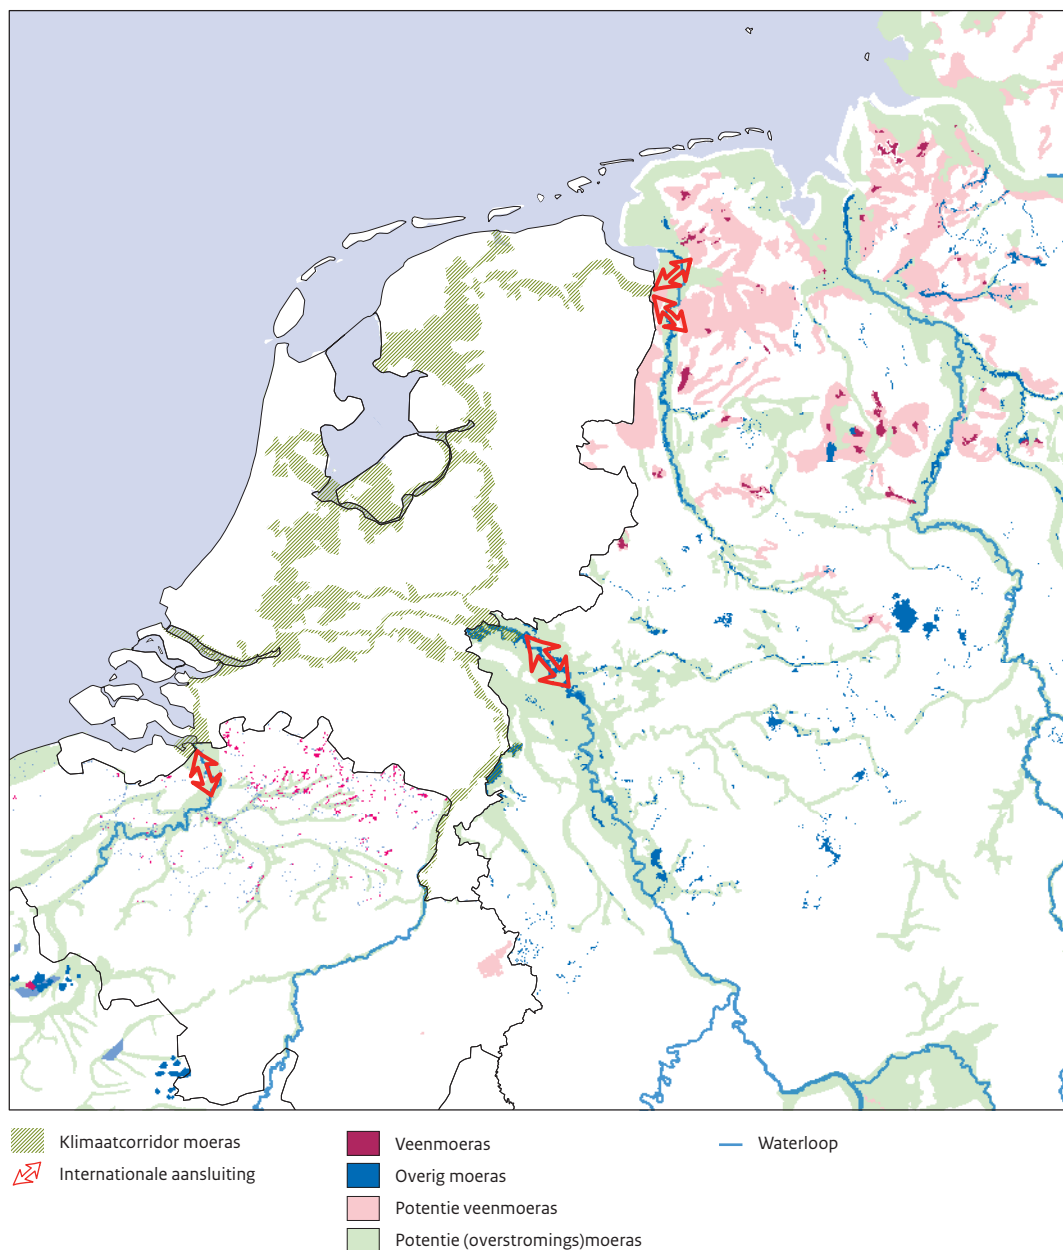 Klimaatcorridor moeras
Internationale aansluiting
Veenmoeras
Overig moeras
Potentie veenmoeras
Potentie (overstromings)moeras
Waterloop